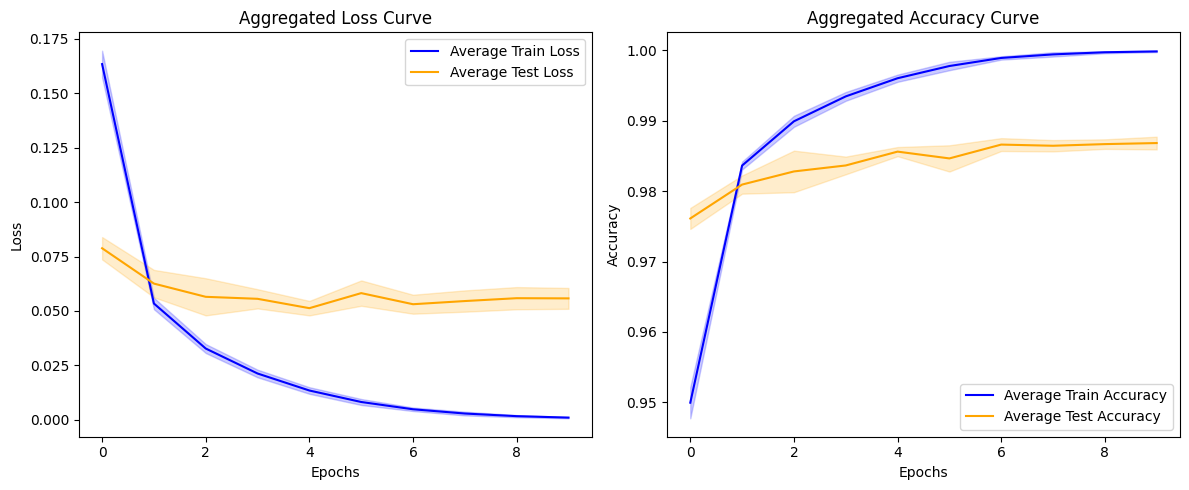 Aggregated Loss Curve
0.175
0.150
0.125
0.100
0.075
0.050
0.025
0.000
Loss
Average Train Loss
Average Test Loss
0 2 4 6 8
Epochs
Aggregated Accuracy Curve
1.00
0.99
0.98
0.97
0.96
0.95
Accuracy
Average Train Accuracy
Average Test Accuracy
0 2 4 6 8
Epochs